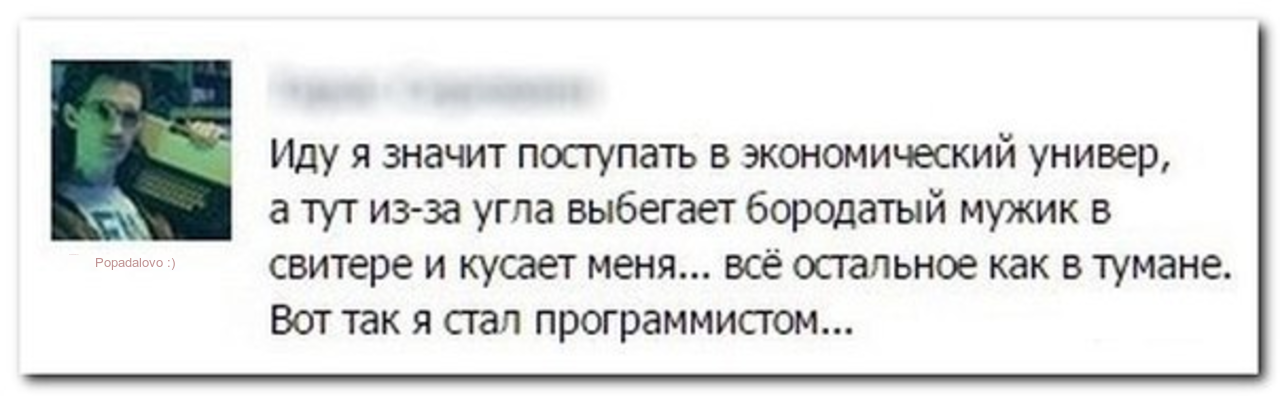 Иду я значит поступать в экономический универ,
а тут из-за угла выбегает бородатый мужик в
свитере и кусает меня... всё остальное как в тумане.
Вот так я стал программистом...
Popadalovo :)